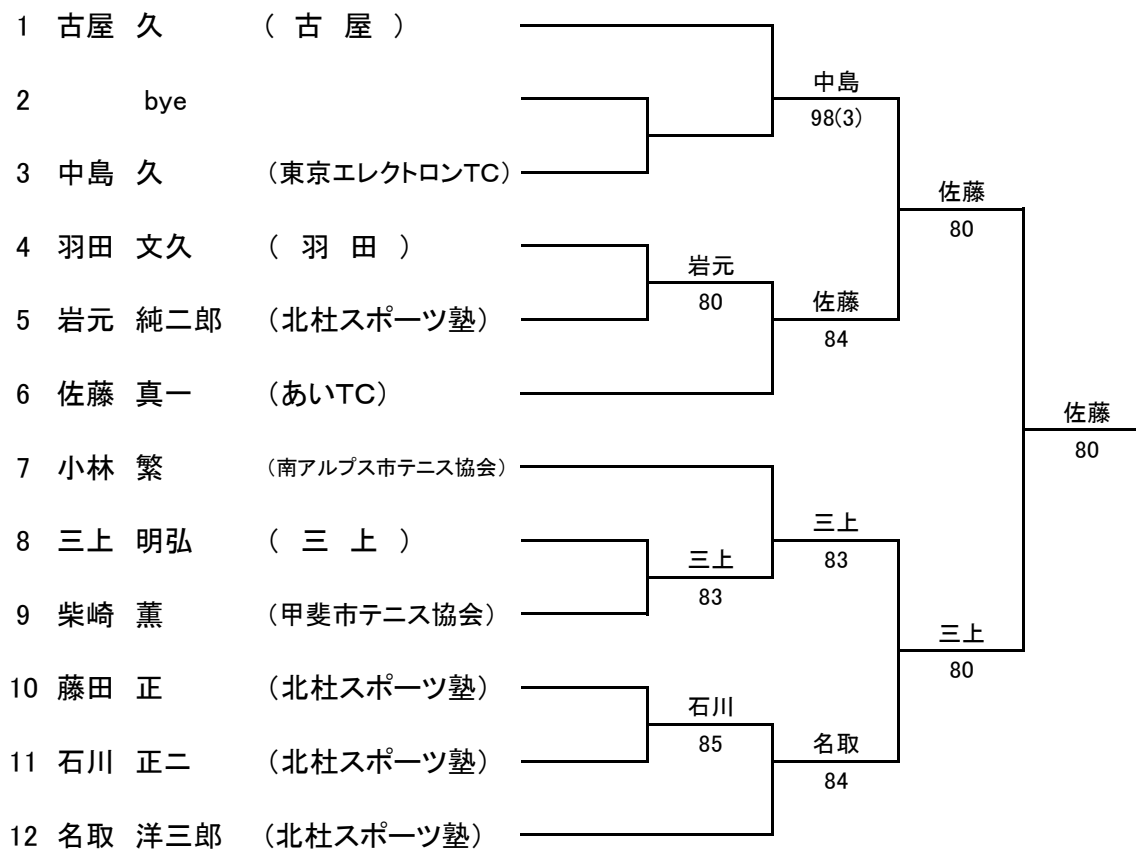 1 古屋 久 ( 古 屋 )
2 bye
3 中島 久 (東京エレクトロンTC)
4 羽田 文久 ( 羽 田 )
5 岩元 純二郎 (北杜スポーツ塾)
6 佐藤 真一 (あいTC)
7 小林 繁 (南アルプス市テニス協会)
8 三上 明弘 ( 三 上 )
9 柴崎 薫 (甲斐市テニス協会)
10 藤田 正 (北杜スポーツ塾)
11 石川 正二 (北杜スポーツ塾)
12 名取 洋三郎 (北杜スポーツ塾)
岩元
80
三上
83
石川
85
中島
98(3)
佐藤
84
三上
83
名取
84
佐藤
80
三上
80
佐藤
80